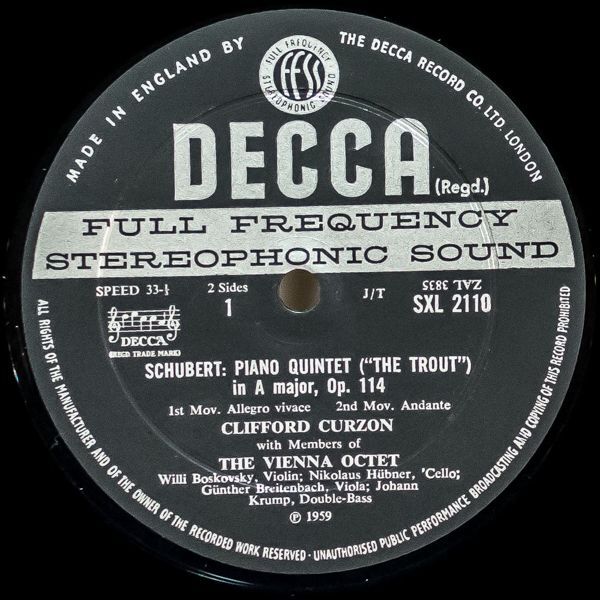 MADE IN ENGLAND BY
THE DECCA RECORD CO. LTD. LONDON
FULL FREQUENCY
FFSS
STEREOPHONIC SOUND
DECCA
(Regd.)
FULL FREQUENCY
STEREOPHONIC SOUND
SPEED 33-⅓
2 Sides
1
J/T
ZAL 3835
SXL 2110
DECCA
(REGD TRADE MARK)
SCHUBERT: PIANO QUINTET ("THE TROUT")
in A major, Op. 114
1st Mov. Allegro vivace 2nd Mov. Andante
CLIFFORD CURZON
with Members of
THE VIENNA OCTET
Willi Boskovsky, Violin; Nikolaus Hübner, 'Cello;
Günther Breitenbach, Viola; Johann
Krump, Double-Bass
℗ 1959
ALL RIGHTS OF THE MANUFACTURER AND OF THE OWNER OF THE RECORDED WORK RESERVED · UNAUTHORISED PUBLIC PERFORMANCE BROADCASTING AND COPYING OF THIS RECORD PROHIBITED